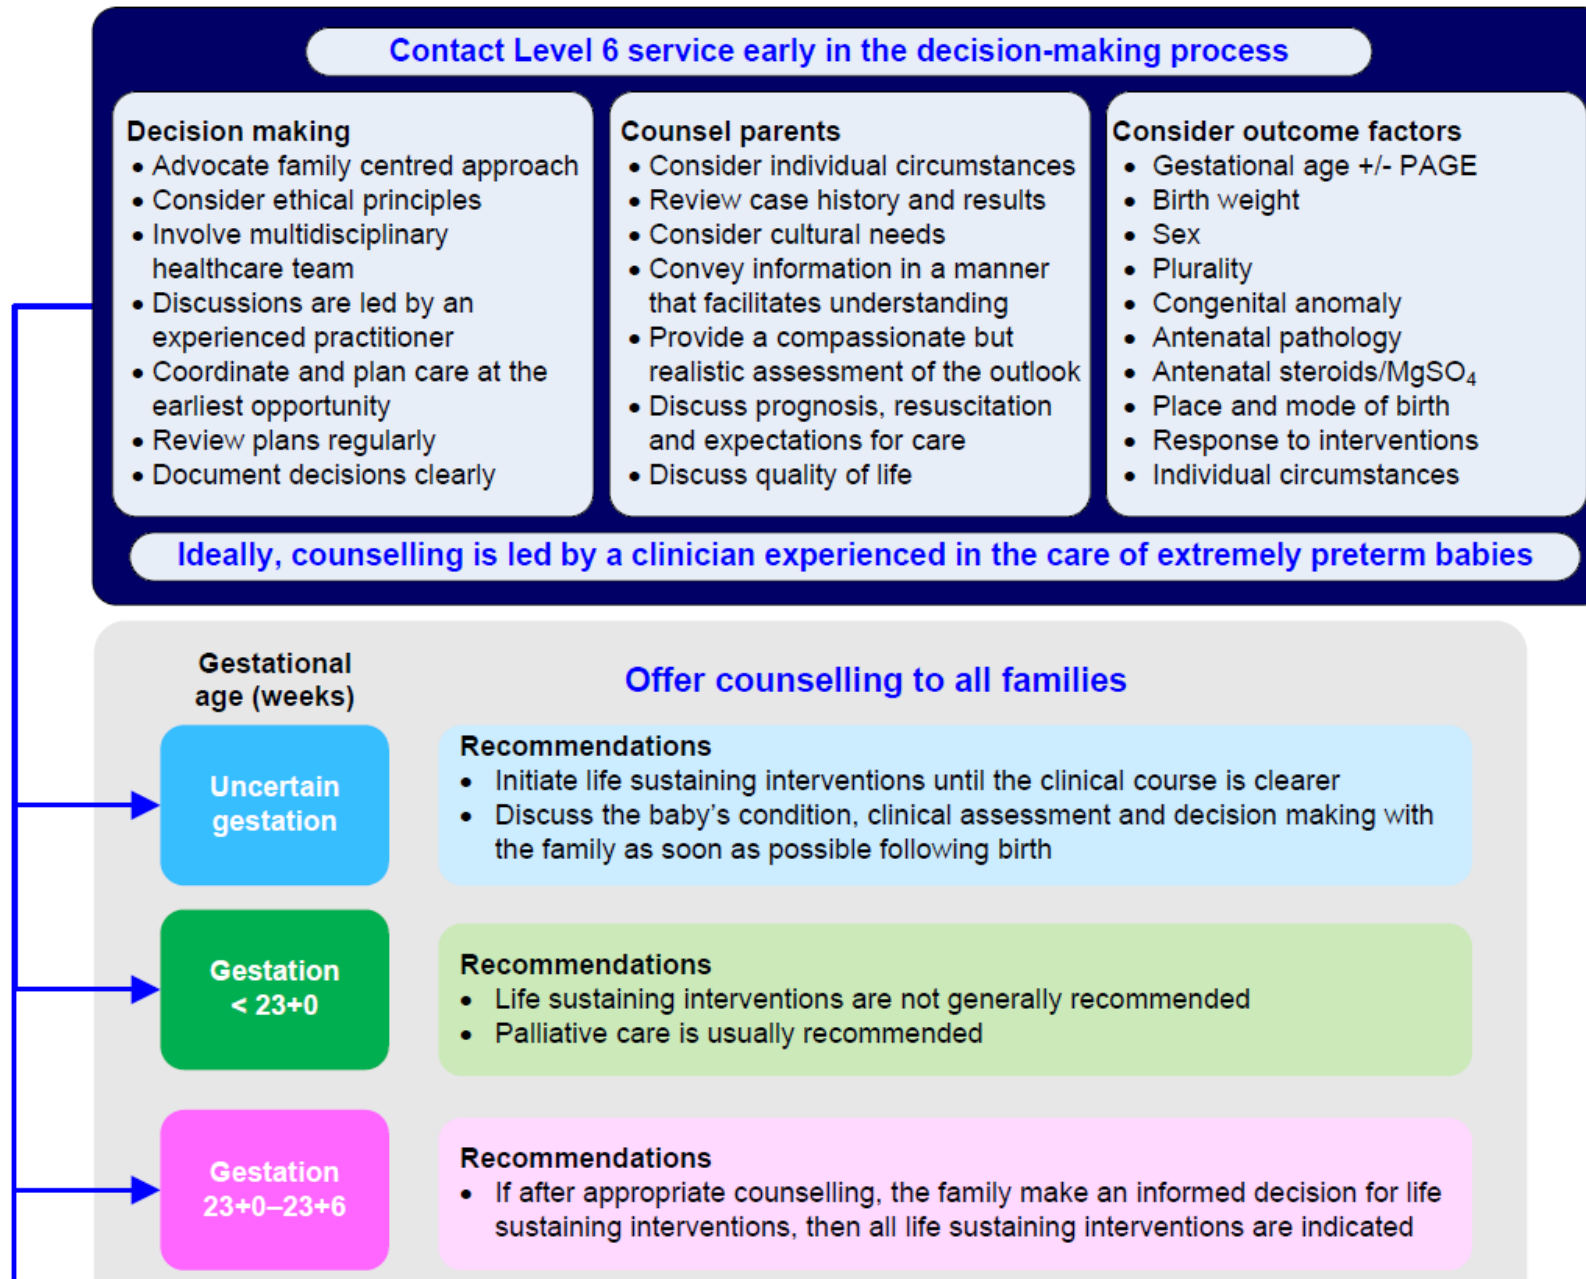 Contact Level 6 service early in the decision-making process
Decision making
• Advocate family centred approach
• Consider ethical principles
• Involve multidisciplinary
healthcare team
• Discussions are led by an
experienced practitioner
• Coordinate and plan care at the
earliest opportunity
• Review plans regularly
• Document decisions clearly
Counsel parents
• Consider individual circumstances
• Review case history and results
• Consider cultural needs
• Convey information in a manner
that facilitates understanding
• Provide a compassionate but
realistic assessment of the outlook
• Discuss prognosis, resuscitation
and expectations for care
• Discuss quality of life
Consider outcome factors
• Gestational age +/- PAGE
• Birth weight
• Sex
• Plurality
• Congenital anomaly
• Antenatal pathology
• Antenatal steroids/MgSO₄
• Place and mode of birth
• Response to interventions
• Individual circumstances
Ideally, counselling is led by a clinician experienced in the care of extremely preterm babies
Gestational
age (weeks)
Offer counselling to all families
Uncertain
gestation
Recommendations
• Initiate life sustaining interventions until the clinical course is clearer
• Discuss the baby’s condition, clinical assessment and decision making with
the family as soon as possible following birth
Gestation
< 23+0
Recommendations
• Life sustaining interventions are not generally recommended
• Palliative care is usually recommended
Gestation
23+0–23+6
Recommendations
• If after appropriate counselling, the family make an informed decision for life
sustaining interventions, then all life sustaining interventions are indicated